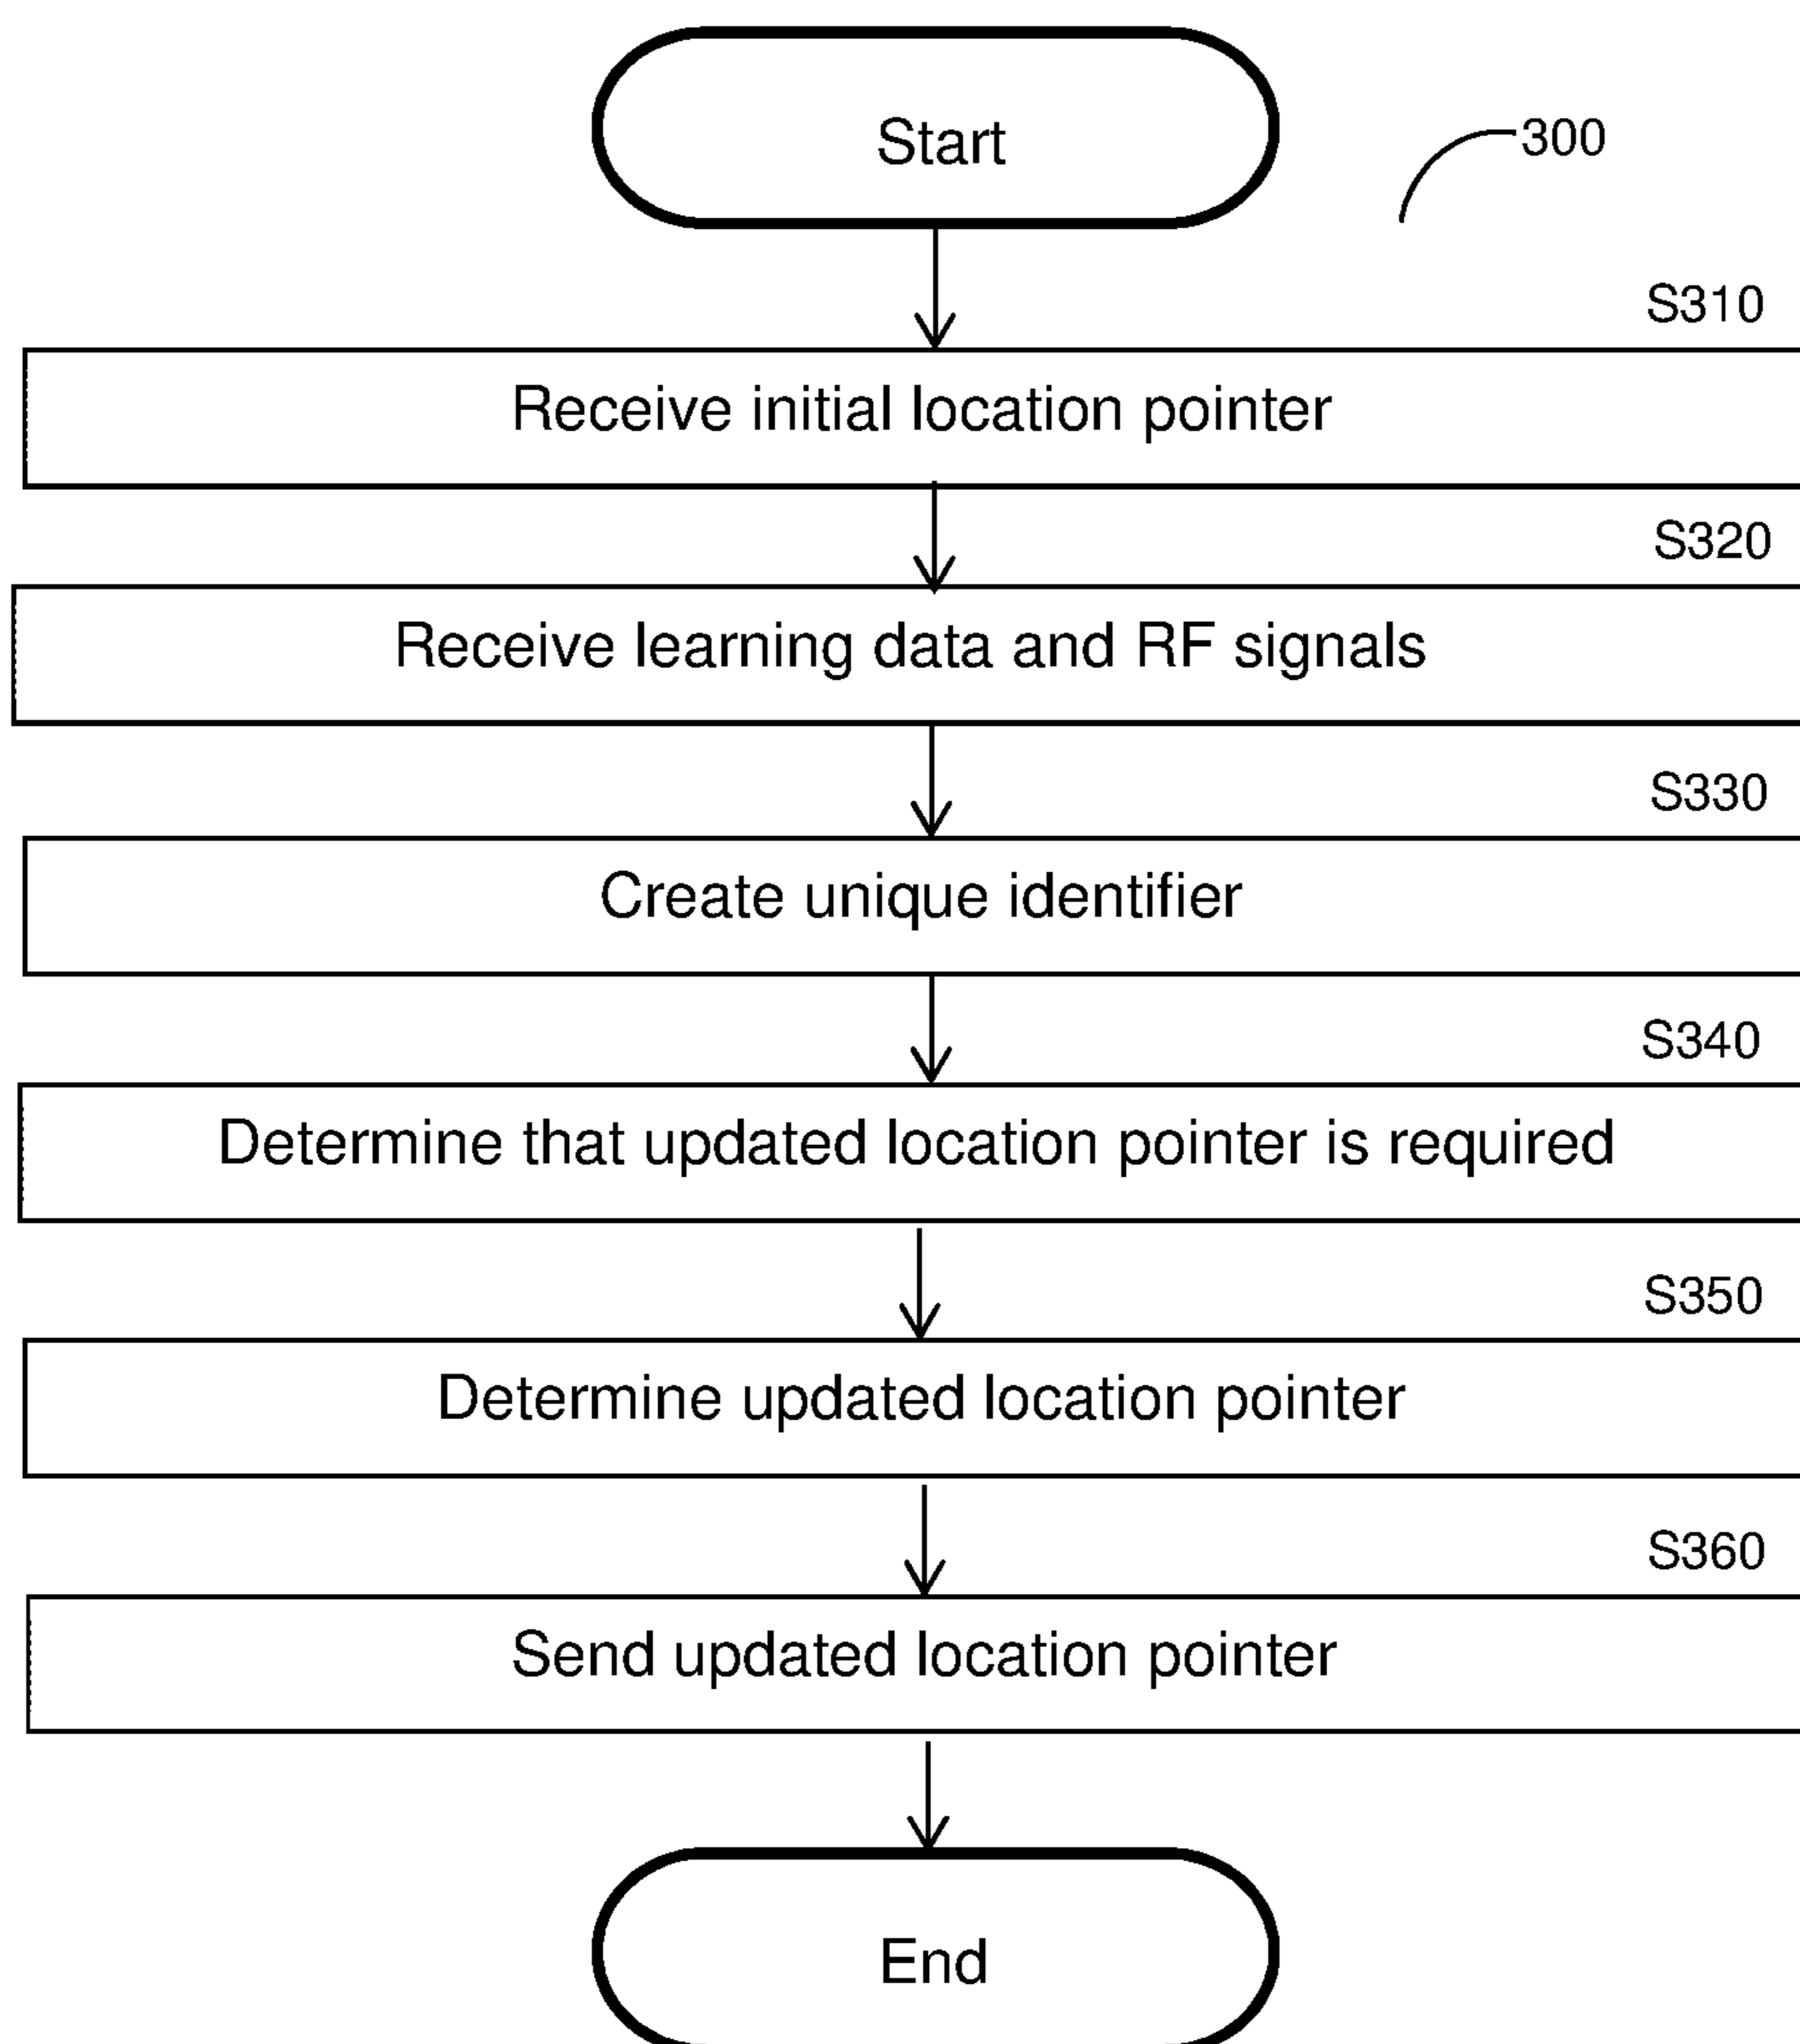 Start
300
S310
Receive initial location pointer
S320
Receive learning data and RF signals
S330
Create unique identifier
S340
Determine that updated location pointer is required
S350
Determine updated location pointer
S360
Send updated location pointer
End